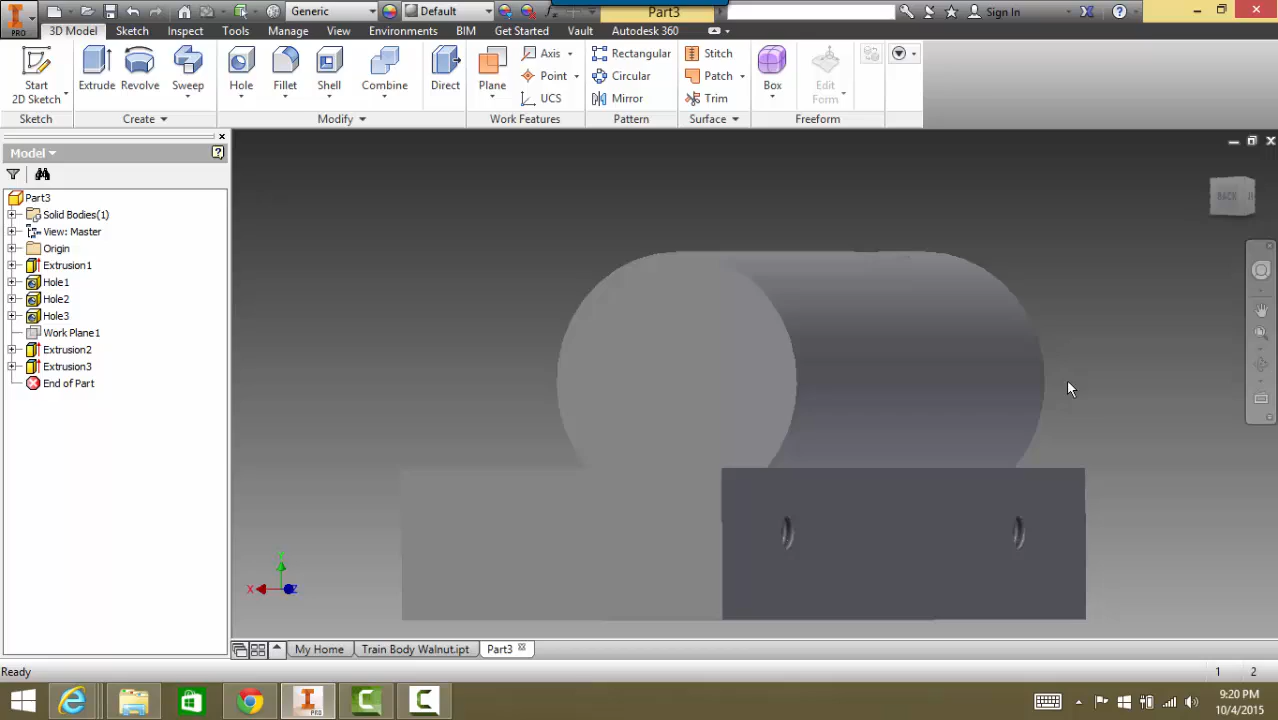 Generic
Default
Part3
Sign In
PRO
3D Model
Sketch
Inspect
Tools
Manage
View
Environments
BIM
Get Started
Vault
Autodesk 360
Start
2D Sketch
Extrude
Revolve
Sweep
Hole
Fillet
Shell
Combine
Direct
Plane
Axis
Point
UCS
Rectangular
Circular
Mirror
Stitch
Patch
Trim
Box
Edit
Form
Sketch
Create
Modify
Work Features
Pattern
Surface
Freeform
Model
Part3
Solid Bodies(1)
View: Master
Origin
Extrusion1
Hole1
Hole2
Hole3
Work Plane1
Extrusion2
Extrusion3
End of Part
BACK
X
Z
My Home
Train Body Walnut.ipt
Part3
Ready
1
2
PRO
9:20 PM
10/4/2015